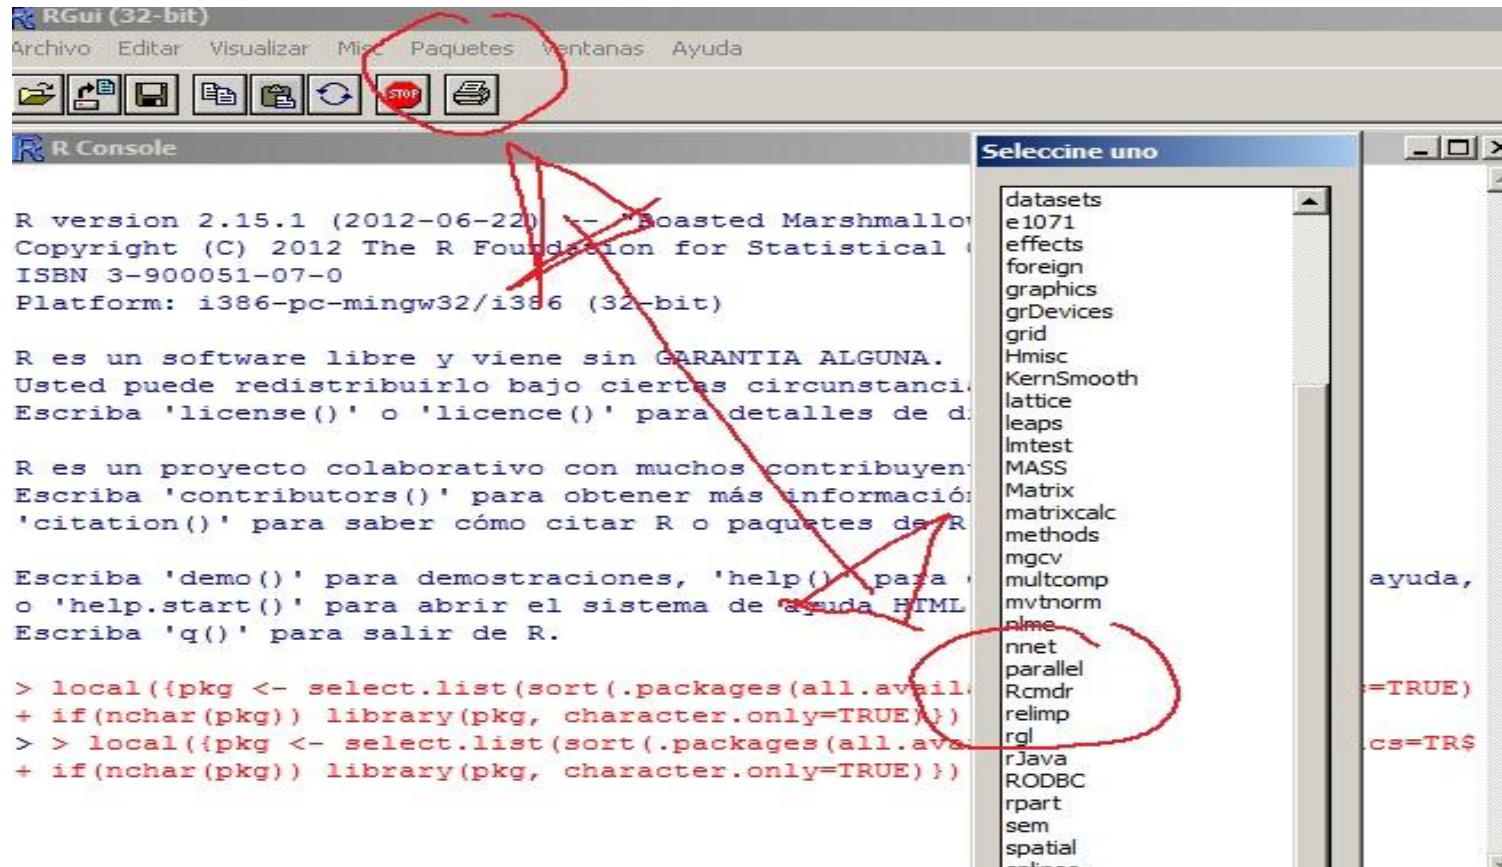 RGui (32-bit)
Archivo Editar Visualizar Misc Paquetes Ventanas Ayuda
STOP
R Console
R version 2.15.1 (2012-06-22) -- "Roasted Marshmallo
Copyright (C) 2012 The R Foundation for Statistical
ISBN 3-900051-07-0
Platform: i386-pc-mingw32/i386 (32-bit)
R es un software libre y viene sin GARANTIA ALGUNA.
Usted puede redistribuirlo bajo ciertas circunstancia
Escriba 'license()' o 'licence()' para detalles de di
R es un proyecto colaborativo con muchos contribuyen
Escriba 'contributors()' para obtener más informació
'citation()' para saber cómo citar R o paquetes de R
Escriba 'demo()' para demostraciones, 'help()' para ayuda,
o 'help.start()' para abrir el sistema de ayuda HTML
Escriba 'q()' para salir de R.
> local({pkg <- select.list(sort(.packages(all.avail =TRUE)
+ if(nchar(pkg)) library(pkg, character.only=TRUE)})
> > local({pkg <- select.list(sort(.packages(all.ava cs=TR$
+ if(nchar(pkg)) library(pkg, character.only=TRUE)})
Seleccine uno
datasets
e1071
effects
foreign
graphics
grDevices
grid
Hmisc
KernSmooth
lattice
leaps
lmtest
MASS
Matrix
matrixcalc
methods
mgcv
multcomp
mvtnorm
nlme
nnet
parallel
Rcmdr
relimp
rgl
rJava
RODBC
rpart
sem
spatial